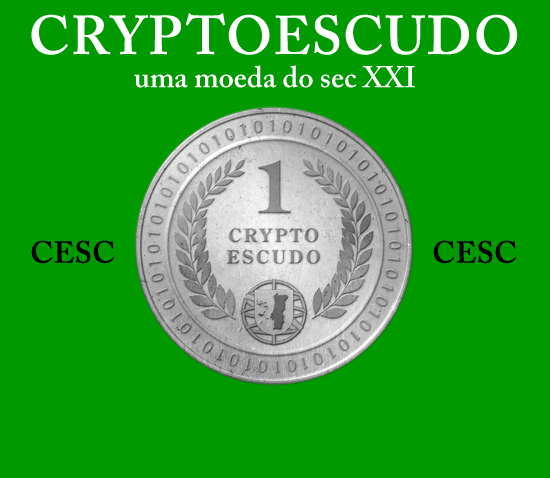 CRYPTOESCUDO
uma moeda do sec XXI
1
CRYPTO
ESCUDO
CESC
CESC